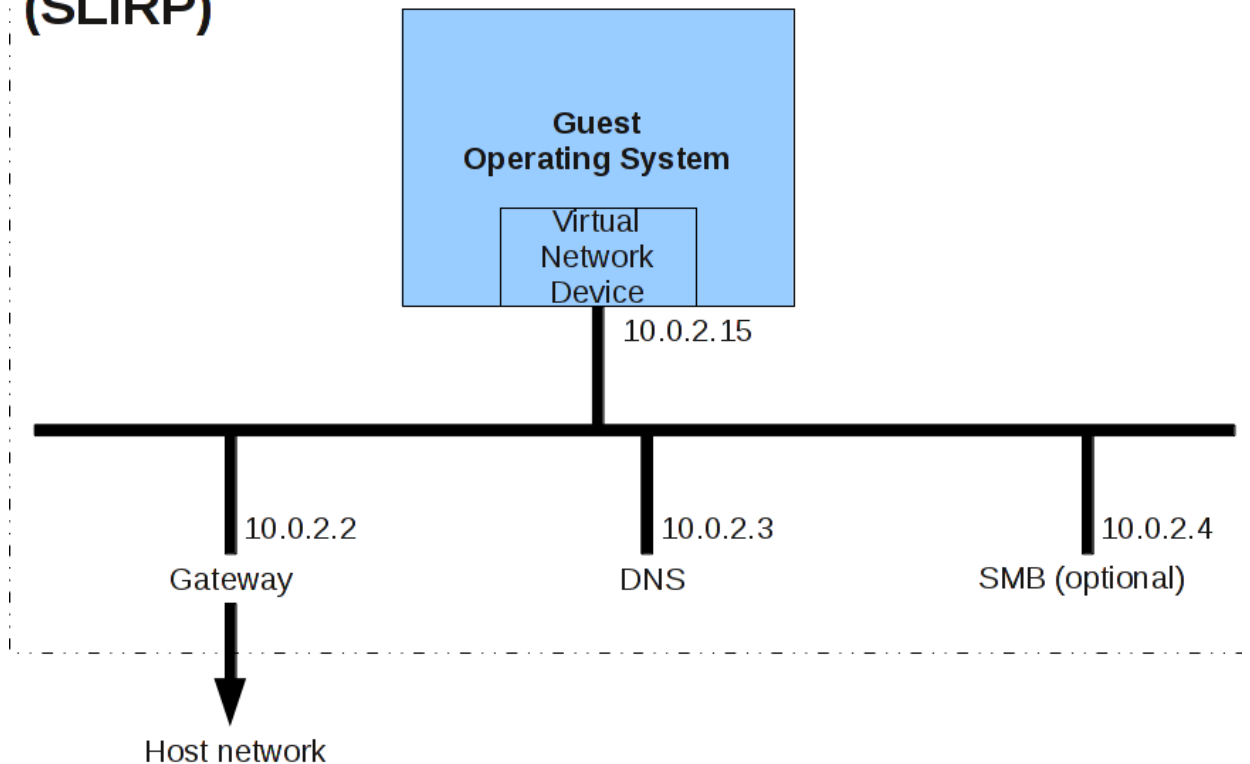 (SLIRP)
Guest
Operating System
Virtual
Network
Device
10.0.2.15
10.0.2.2
10.0.2.3
10.0.2.4
Gateway
DNS
SMB (optional)
Host network